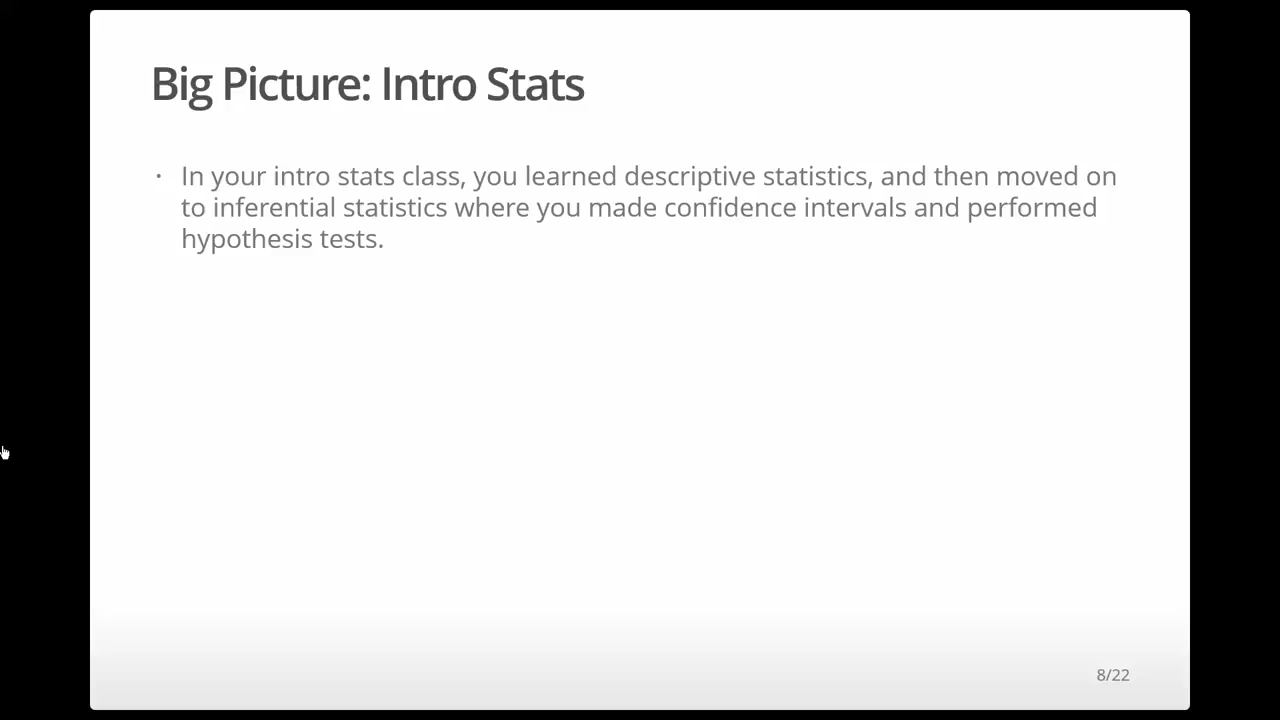 Big Picture: Intro Stats
· In your intro stats class, you learned descriptive statistics, and then moved on
to inferential statistics where you made confidence intervals and performed
hypothesis tests.
8/22